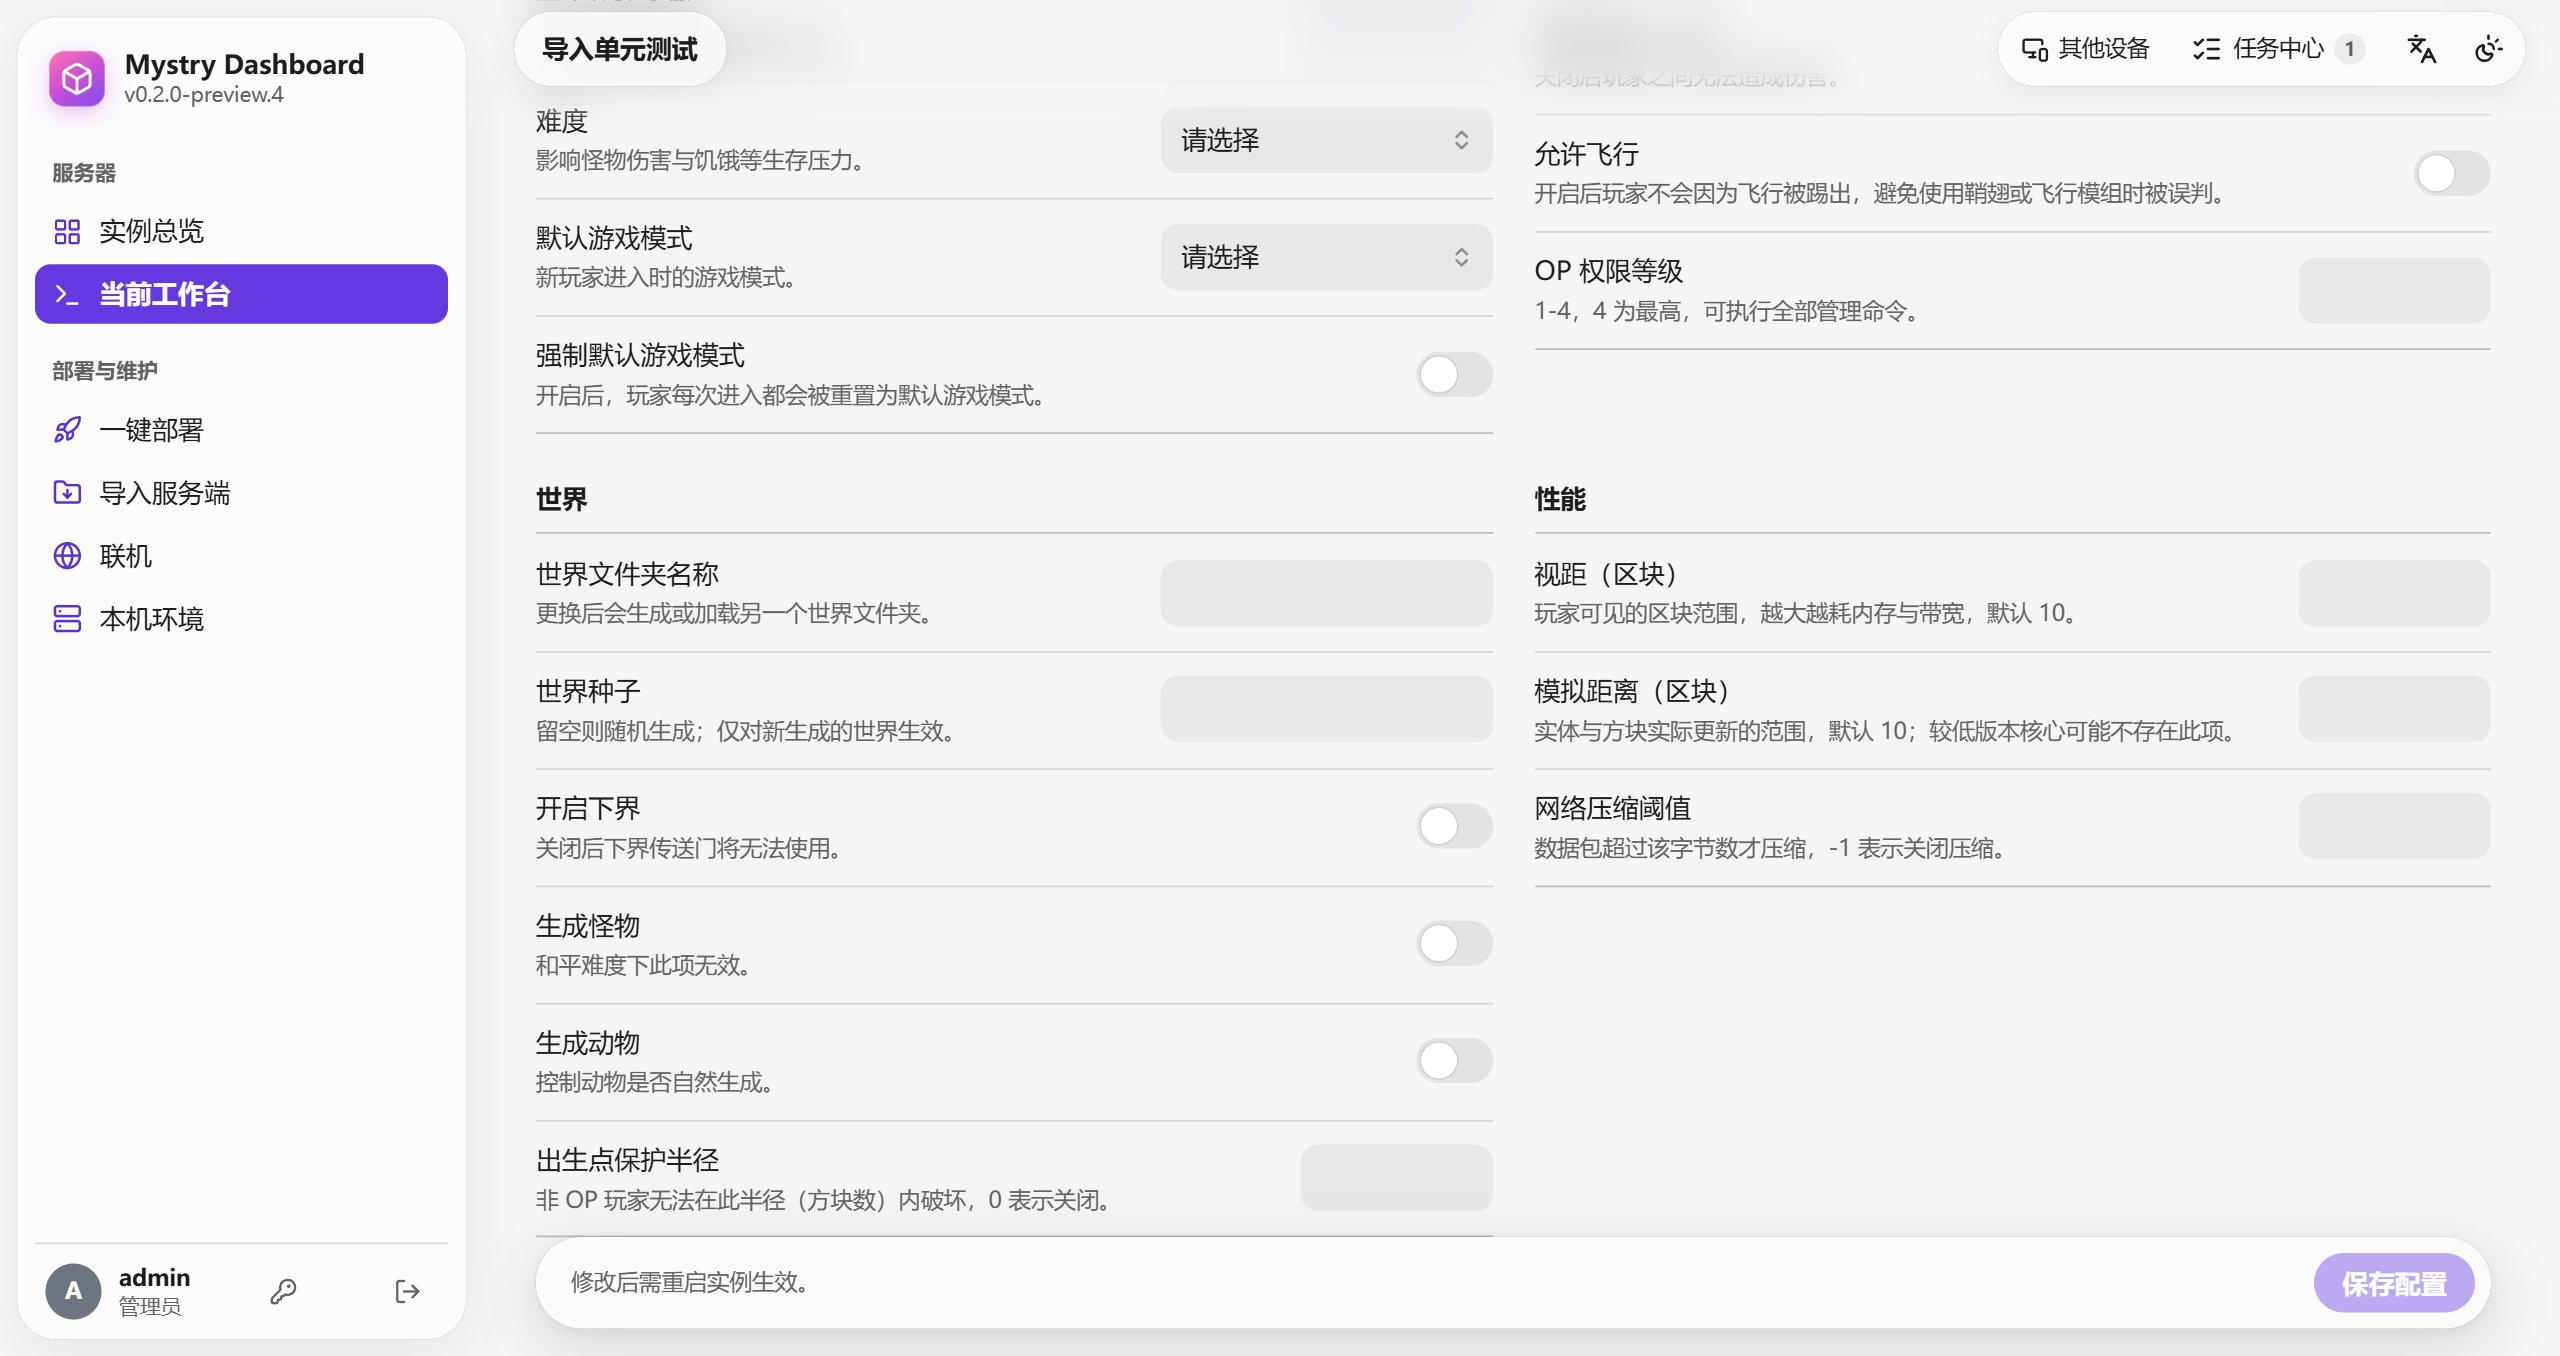 Mystry Dashboard
v0.2.0-preview.4
服务器
实例总览
当前工作台
部署与维护
一键部署
导入服务端
联机
本机环境
A
admin
管理员
导入单元测试
其他设备
任务中心 1
难度
影响怪物伤害与饥饿等生存压力。
请选择
默认游戏模式
新玩家进入时的游戏模式。
请选择
强制默认游戏模式
开启后，玩家每次进入都会被重置为默认游戏模式。
世界
世界文件夹名称
更换后会生成或加载另一个世界文件夹。
世界种子
留空则随机生成；仅对新生成的世界生效。
开启下界
关闭后下界传送门将无法使用。
生成怪物
和平难度下此项无效。
生成动物
控制动物是否自然生成。
出生点保护半径
非 OP 玩家无法在此半径（方块数）内破坏，0 表示关闭。
关闭后玩家之间无法造成伤害。
允许飞行
开启后玩家不会因为飞行被踢出，避免使用鞘翅或飞行模组时被误判。
OP 权限等级
1-4，4 为最高，可执行全部管理命令。
性能
视距（区块）
玩家可见的区块范围，越大越耗内存与带宽，默认 10。
模拟距离（区块）
实体与方块实际更新的范围，默认 10；较低版本核心可能不存在此项。
网络压缩阈值
数据包超过该字节数才压缩，-1 表示关闭压缩。
修改后需重启实例生效。
保存配置